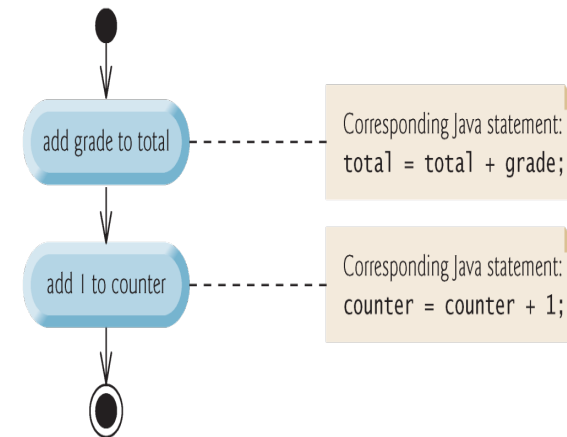 add grade to total
Corresponding Java statement:
total = total + grade;
add 1 to counter
Corresponding Java statement:
counter = counter + 1;